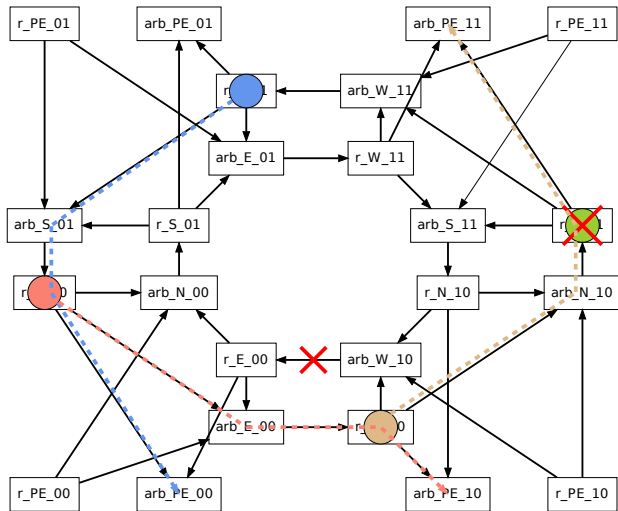 r_PE_01 arb_PE_01 arb_PE_11 r_PE_11
arb_W_11
arb_E_01 r_W_11
arb_S_01 r_S_01 arb_S_11
arb_N_00 r_N_10 arb_N_10
r_E_00 arb_W_10
arb_E_00
r_PE_00 arb_PE_00 arb_PE_10 r_PE_10